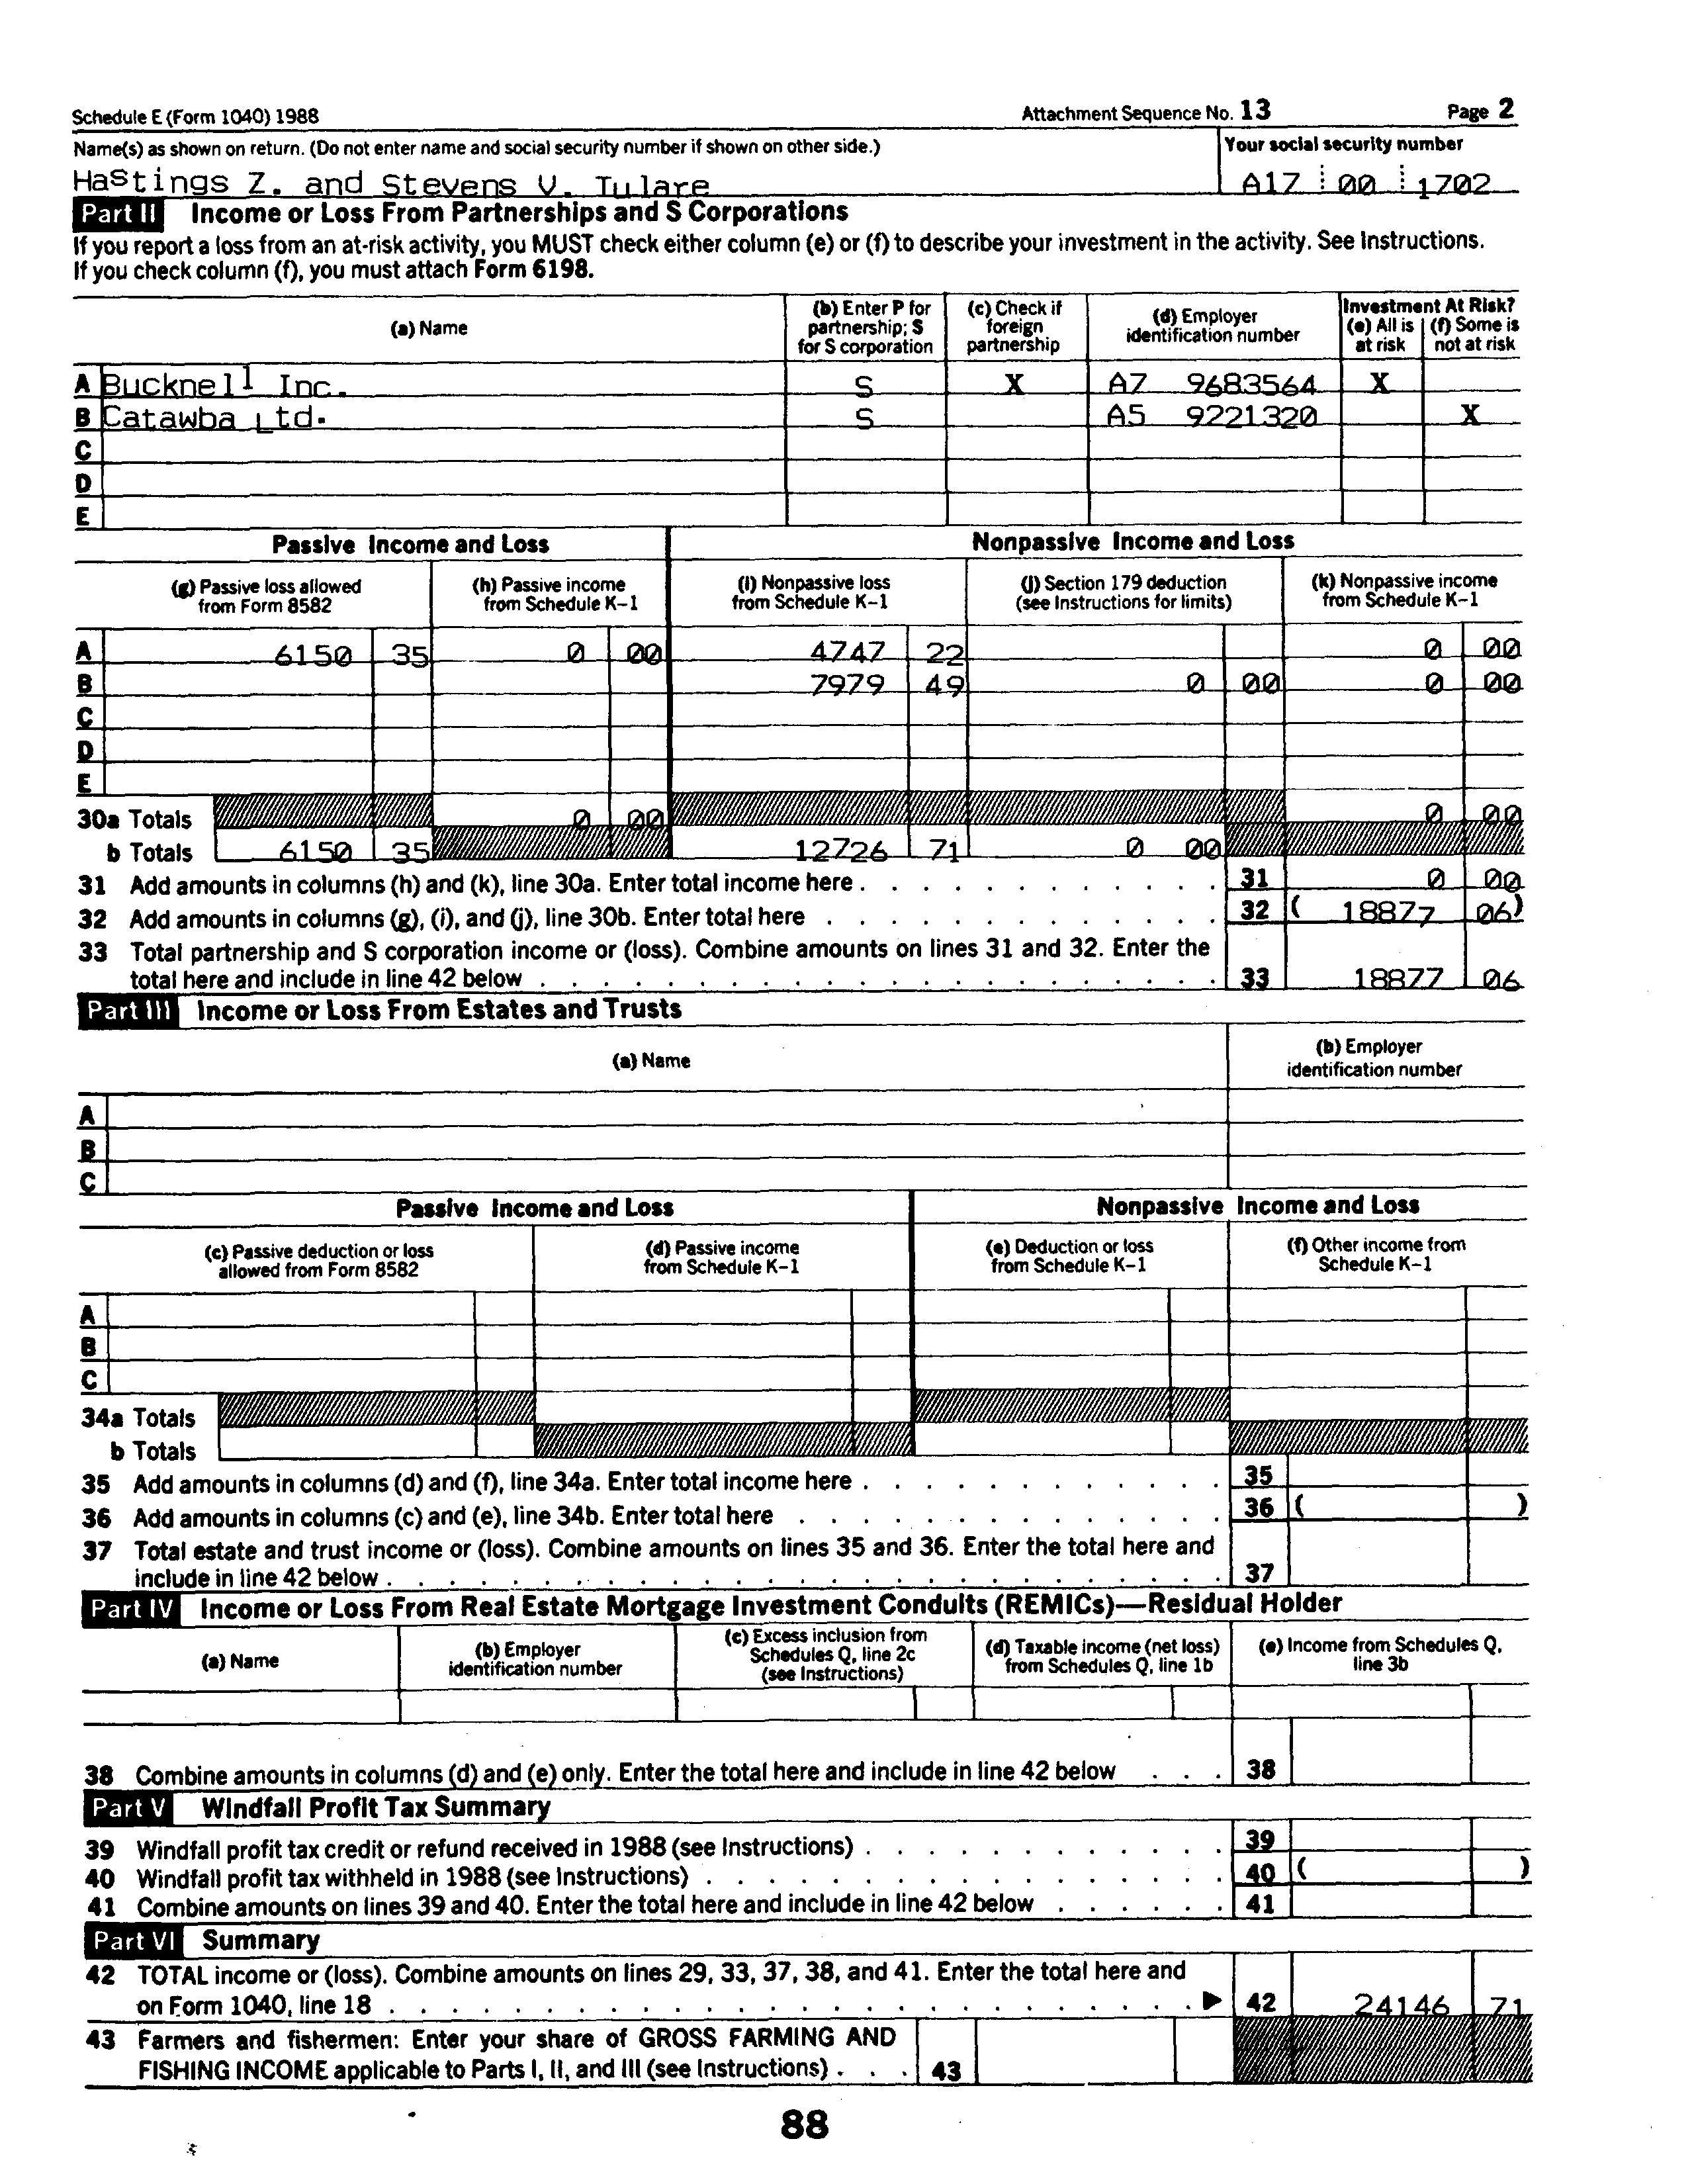 Schedule E (Form 1040) 1988 Attachment Sequence No. 13 Page 2
Name(s) as shown on return. (Do not enter name and social security number if shown on other side.) Your social security number
Hastings Z. and Stevens V. Tulare A17 00 1702
Part II Income or Loss From Partnerships and S Corporations
If you report a loss from an at-risk activity, you MUST check either column (e) or (f) to describe your investment in the activity. See Instructions.
If you check column (f), you must attach Form 6198.
(a) Name (b) Enter P for partnership; S for S corporation (c) Check if foreign partnership (d) Employer identification number Investment At Risk? (e) All is at risk (f) Some is not at risk
A Bucknell Inc. S X A7 9683564 X
B Catawba Ltd. S A5 9221320 X
C
D
E
Passive Income and Loss Nonpassive Income and Loss
(g) Passive loss allowed from Form 8582 (h) Passive income from Schedule K-1 (i) Nonpassive loss from Schedule K-1 (j) Section 179 deduction (see Instructions for limits) (k) Nonpassive income from Schedule K-1
A 6150 35 0 00 4747 22 0 00
B 7979 49 0 00 0 00
C
D
E
30a Totals 0 00 0 00
b Totals 6150 35 12726 71 0 00
31 Add amounts in columns (h) and (k), line 30a. Enter total income here . 31 0 00
32 Add amounts in columns (g), (i), and (j), line 30b. Enter total here . 32 ( 18877 06)
33 Total partnership and S corporation income or (loss). Combine amounts on lines 31 and 32. Enter the
total here and include in line 42 below . 33 18877 06
Part III Income or Loss From Estates and Trusts
(a) Name (b) Employer identification number
A
B
C
Passive Income and Loss Nonpassive Income and Loss
(c) Passive deduction or loss allowed from Form 8582 (d) Passive income from Schedule K-1 (e) Deduction or loss from Schedule K-1 (f) Other income from Schedule K-1
A
B
C
34a Totals
b Totals
35 Add amounts in columns (d) and (f), line 34a. Enter total income here . 35
36 Add amounts in columns (c) and (e), line 34b. Enter total here . 36 ( )
37 Total estate and trust income or (loss). Combine amounts on lines 35 and 36. Enter the total here and
include in line 42 below . 37
Part IV Income or Loss From Real Estate Mortgage Investment Conduits (REMICs)—Residual Holder
(a) Name (b) Employer identification number (c) Excess inclusion from Schedules Q, line 2c (see Instructions) (d) Taxable income (net loss) from Schedules Q, line 1b (e) Income from Schedules Q, line 3b
38 Combine amounts in columns (d) and (e) only. Enter the total here and include in line 42 below . 38
Part V Windfall Profit Tax Summary
39 Windfall profit tax credit or refund received in 1988 (see Instructions) . 39
40 Windfall profit tax withheld in 1988 (see Instructions) . 40 ( )
41 Combine amounts on lines 39 and 40. Enter the total here and include in line 42 below . 41
Part VI Summary
42 TOTAL income or (loss). Combine amounts on lines 29, 33, 37, 38, and 41. Enter the total here and
on Form 1040, line 18 . ► 42 24146 71
43 Farmers and fishermen: Enter your share of GROSS FARMING AND
FISHING INCOME applicable to Parts I, II, and III (see Instructions) . 43
88